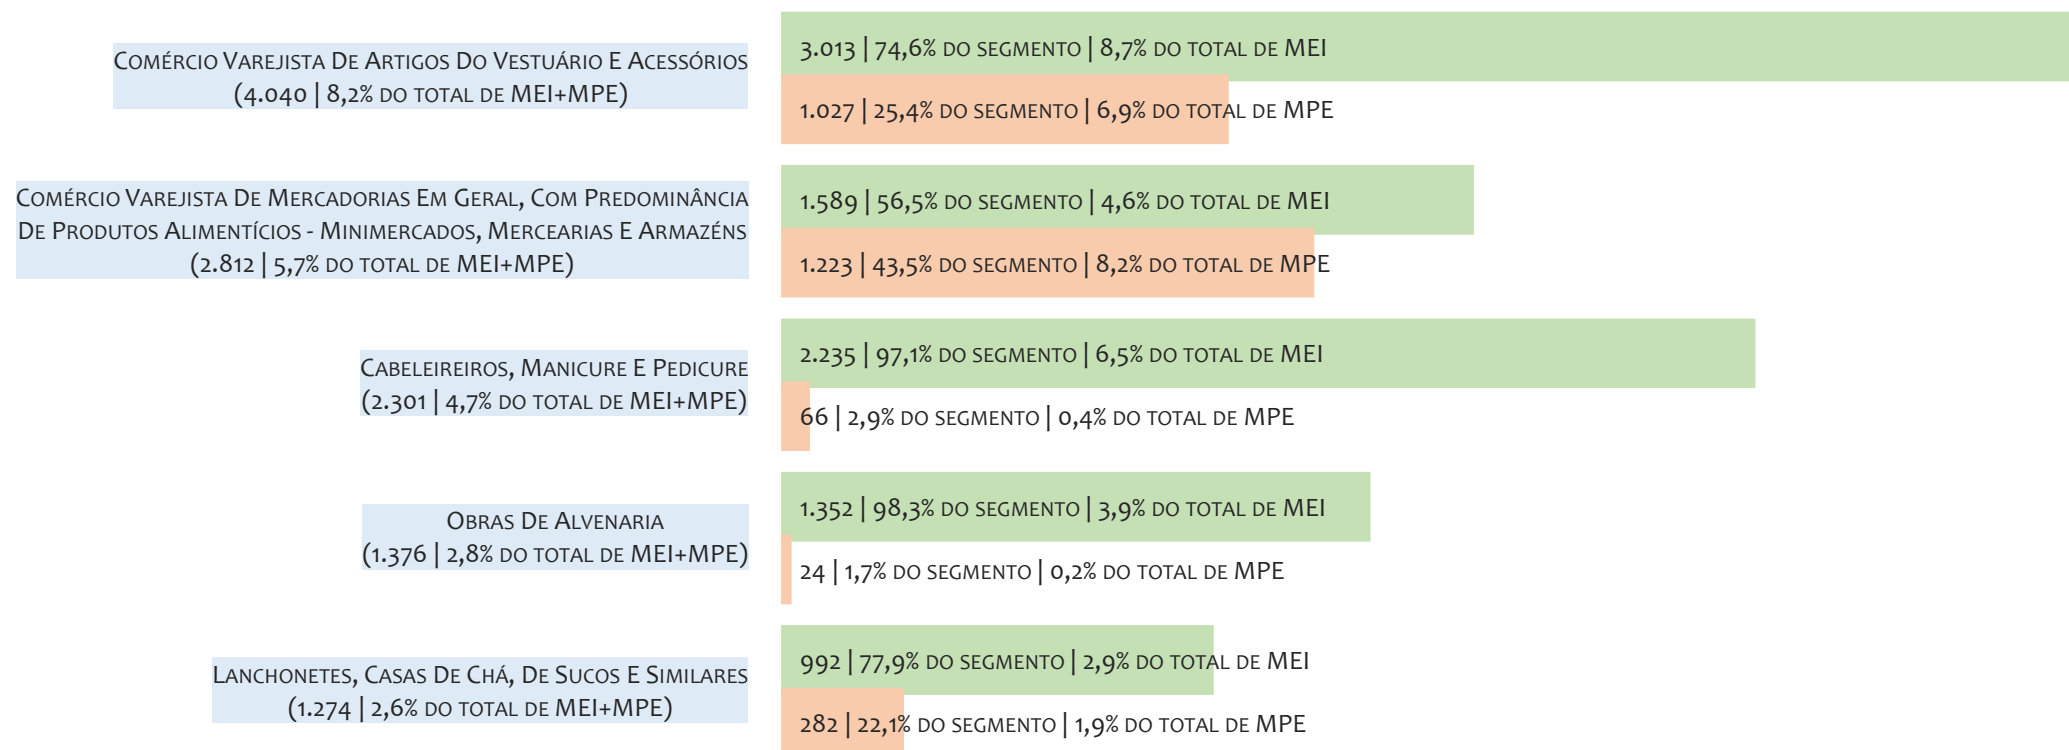 Comércio Varejista De Artigos Do Vestuário E Acessórios
(4.040 | 8,2% do total de MEI+MPE)
3.013 | 74,6% do segmento | 8,7% do total de MEI
1.027 | 25,4% do segmento | 6,9% do total de MPE
Comércio Varejista De Mercadorias Em Geral, Com Predominância
De Produtos Alimentícios - Minimercados, Mercearias E Armazéns
(2.812 | 5,7% do total de MEI+MPE)
1.589 | 56,5% do segmento | 4,6% do total de MEI
1.223 | 43,5% do segmento | 8,2% do total de MPE
Cabeleireiros, Manicure E Pedicure
(2.301 | 4,7% do total de MEI+MPE)
2.235 | 97,1% do segmento | 6,5% do total de MEI
66 | 2,9% do segmento | 0,4% do total de MPE
Obras De Alvenaria
(1.376 | 2,8% do total de MEI+MPE)
1.352 | 98,3% do segmento | 3,9% do total de MEI
24 | 1,7% do segmento | 0,2% do total de MPE
Lanchonetes, Casas De Chá, De Sucos E Similares
(1.274 | 2,6% do total de MEI+MPE)
992 | 77,9% do segmento | 2,9% do total de MEI
282 | 22,1% do segmento | 1,9% do total de MPE